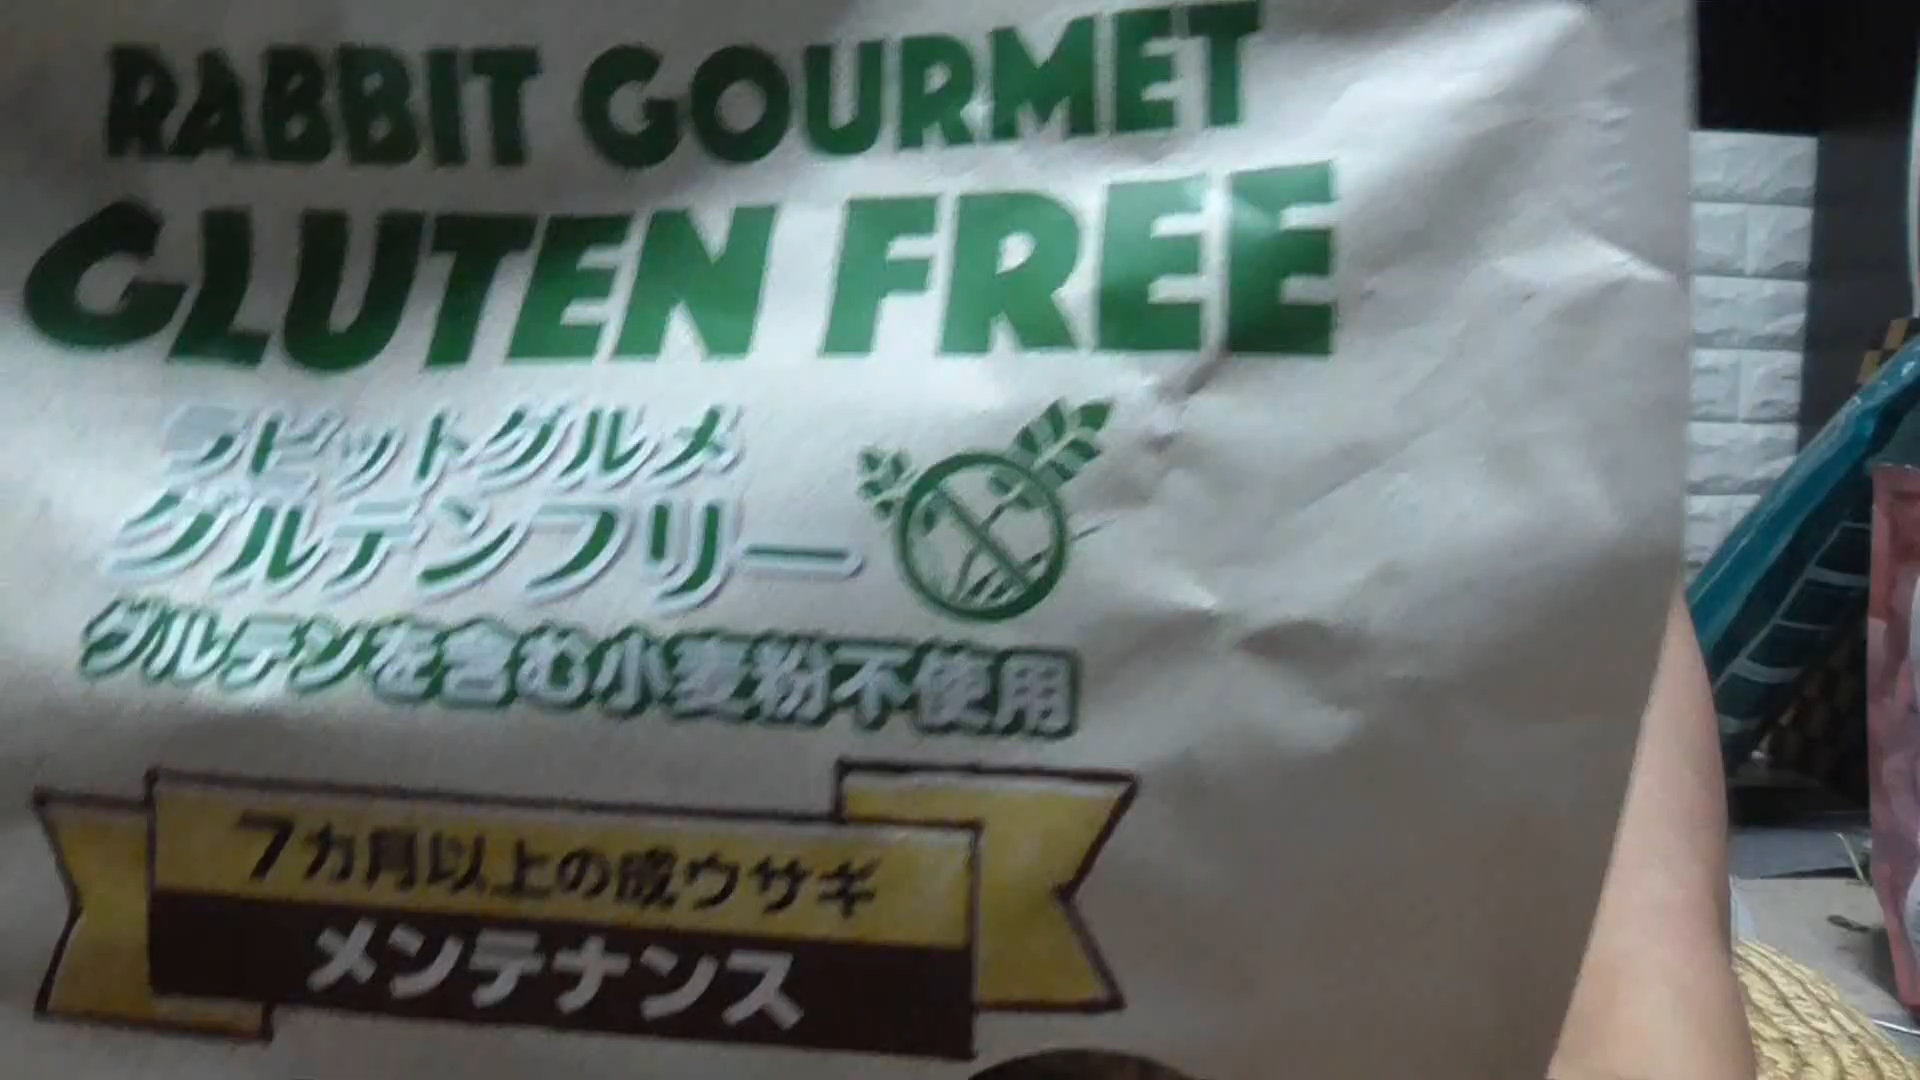 RABBIT GOURMET
GLUTEN FREE
ラビットグルメ
グルテンフリー
グルテンを含む小麦粉不使用
7カ月以上の成ウサギ
メンテナンス